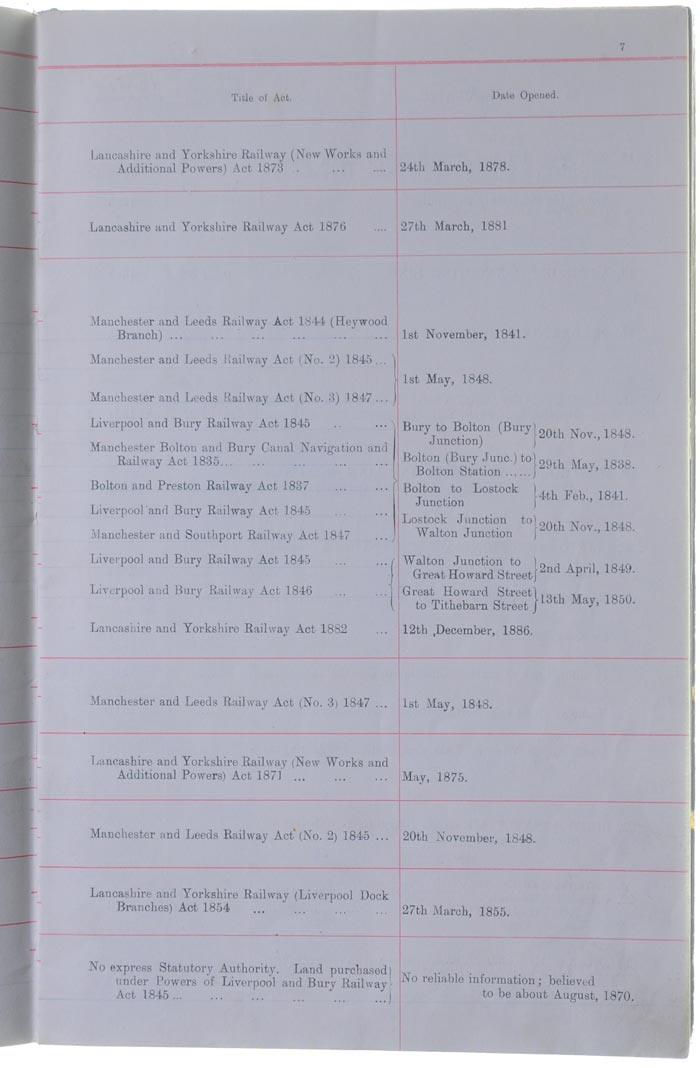 7
Title of Act. Date Opened.
Lancashire and Yorkshire Railway (New Works and
Additional Powers) Act 1873 .. ... .... 24th March, 1878.
Lancashire and Yorkshire Railway Act 1876 .... 27th March, 1881
Manchester and Leeds Railway Act 1844 (Heywood
Branch) ... ... ... ... ... ... 1st November, 1841.
Manchester and Leeds Railway Act (No. 2) 1845 ...
1st May, 1848.
Manchester and Leeds Railway Act (No. 3) 1847 ...
Liverpool and Bury Railway Act 1845 .. ...
Bury to Bolton (Bury
Junction) 20th Nov., 1848.
Manchester Bolton and Bury Canal Navigation and
Railway Act 1835... ... ... ... ...
Bolton (Bury Junc.) to
Bolton Station ...... 29th May, 1838.
Bolton and Preston Railway Act 1837 ... ...
Bolton to Lostock
Junction 4th Feb., 1841.
Liverpool and Bury Railway Act 1845 ... ...
Lostock Junction to
Walton Junction 20th Nov., 1848.
Manchester and Southport Railway Act 1847 ...
Liverpool and Bury Railway Act 1845 ... ...
Walton Junction to
Great Howard Street 2nd April, 1849.
Liverpool and Bury Railway Act 1846 ... ...
Great Howard Street
to Tithebarn Street 13th May, 1850.
Lancashire and Yorkshire Railway Act 1882 ... 12th December, 1886.
Manchester and Leeds Railway Act (No. 3) 1847 ... 1st May, 1848.
Lancashire and Yorkshire Railway (New Works and
Additional Powers) Act 1871 ... ... ... May, 1875.
Manchester and Leeds Railway Act (No. 2) 1845 ... 20th November, 1848.
Lancashire and Yorkshire Railway (Liverpool Dock
Branches) Act 1854 ... ... ... ... 27th March, 1855.
No express Statutory Authority. Land purchased
under Powers of Liverpool and Bury Railway
Act 1845 ... ... ... ... ... ...
No reliable information; believed
to be about August, 1870.